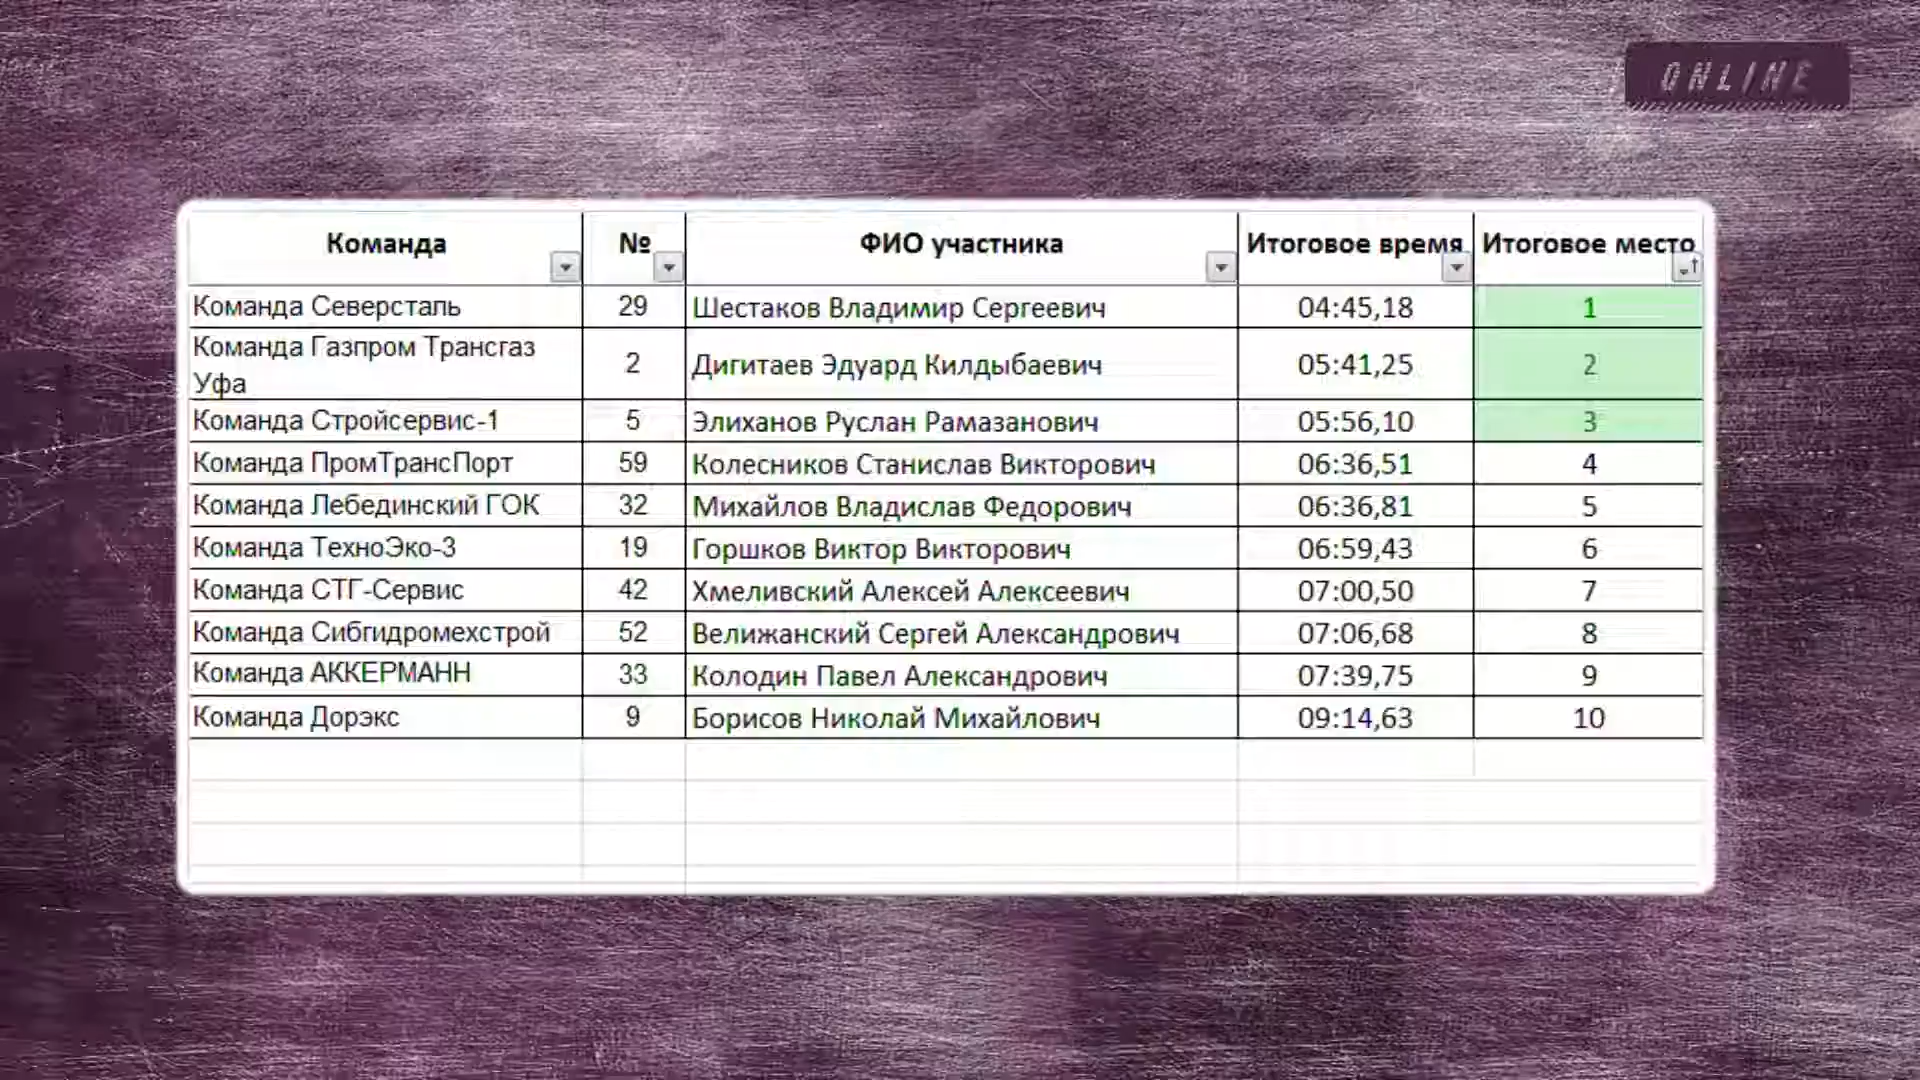 ONLINE
Команда № ФИО участника Итоговое время Итоговое место
Команда Северсталь 29 Шестаков Владимир Сергеевич 04:45,18 1
Команда Газпром Трансгаз
Уфа 2 Дигитаев Эдуард Килдыбаевич 05:41,25 2
Команда Стройсервис-1 5 Элиханов Руслан Рамазанович 05:56,10 3
Команда ПромТрансПорт 59 Колесников Станислав Викторович 06:36,51 4
Команда Лебединский ГОК 32 Михайлов Владислав Федорович 06:36,81 5
Команда ТехноЭко-3 19 Горшков Виктор Викторович 06:59,43 6
Команда СТГ-Сервис 42 Хмеливский Алексей Алексеевич 07:00,50 7
Команда Сибгидромехстрой 52 Велижанский Сергей Александрович 07:06,68 8
Команда АККЕРМАНН 33 Колодин Павел Александрович 07:39,75 9
Команда Дорэкс 9 Борисов Николай Михайлович 09:14,63 10